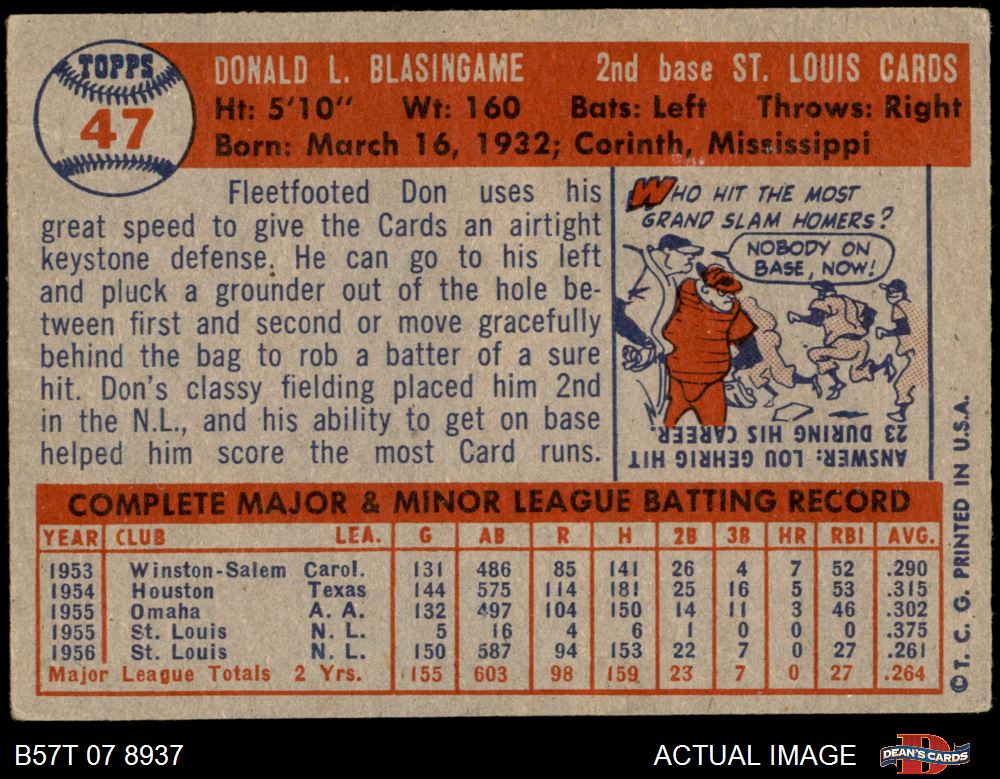 TOPPS
47
DONALD L. BLASINGAME 2nd base ST. LOUIS CARDS
Ht: 5'10" Wt: 160 Bats: Left Throws: Right
Born: March 16, 1932; Corinth, Mississippi
Fleetfooted Don uses his
great speed to give the Cards an airtight
keystone defense. He can go to his left
and pluck a grounder out of the hole be-
tween first and second or move gracefully
behind the bag to rob a batter of a sure
hit. Don's classy fielding placed him 2nd
in the N.L., and his ability to get on base
helped him score the most Card runs.
WHO HIT THE MOST
GRAND SLAM HOMERS?
NOBODY ON
BASE, NOW!
ANSWER: LOU GEHRIG HIT
23 DURING HIS CAREER.
COMPLETE MAJOR & MINOR LEAGUE BATTING RECORD
YEAR CLUB LEA. G AB R H 2B 3B HR RBI AVG.
1953 Winston-Salem Carol. 131 486 85 141 26 4 7 52 .290
1954 Houston Texas 144 575 114 181 25 16 5 53 .315
1955 Omaha A. A. 132 497 104 150 14 11 3 46 .302
1955 St. Louis N. L. 5 16 4 6 1 0 0 0 .375
1956 St. Louis N. L. 150 587 94 153 22 7 0 27 .261
Major League Totals 2 Yrs. 155 603 98 159 23 7 0 27 .264
©T. C. G. PRINTED IN U.S.A.
B57T 07 8937 ACTUAL IMAGE DEAN'S CARDS